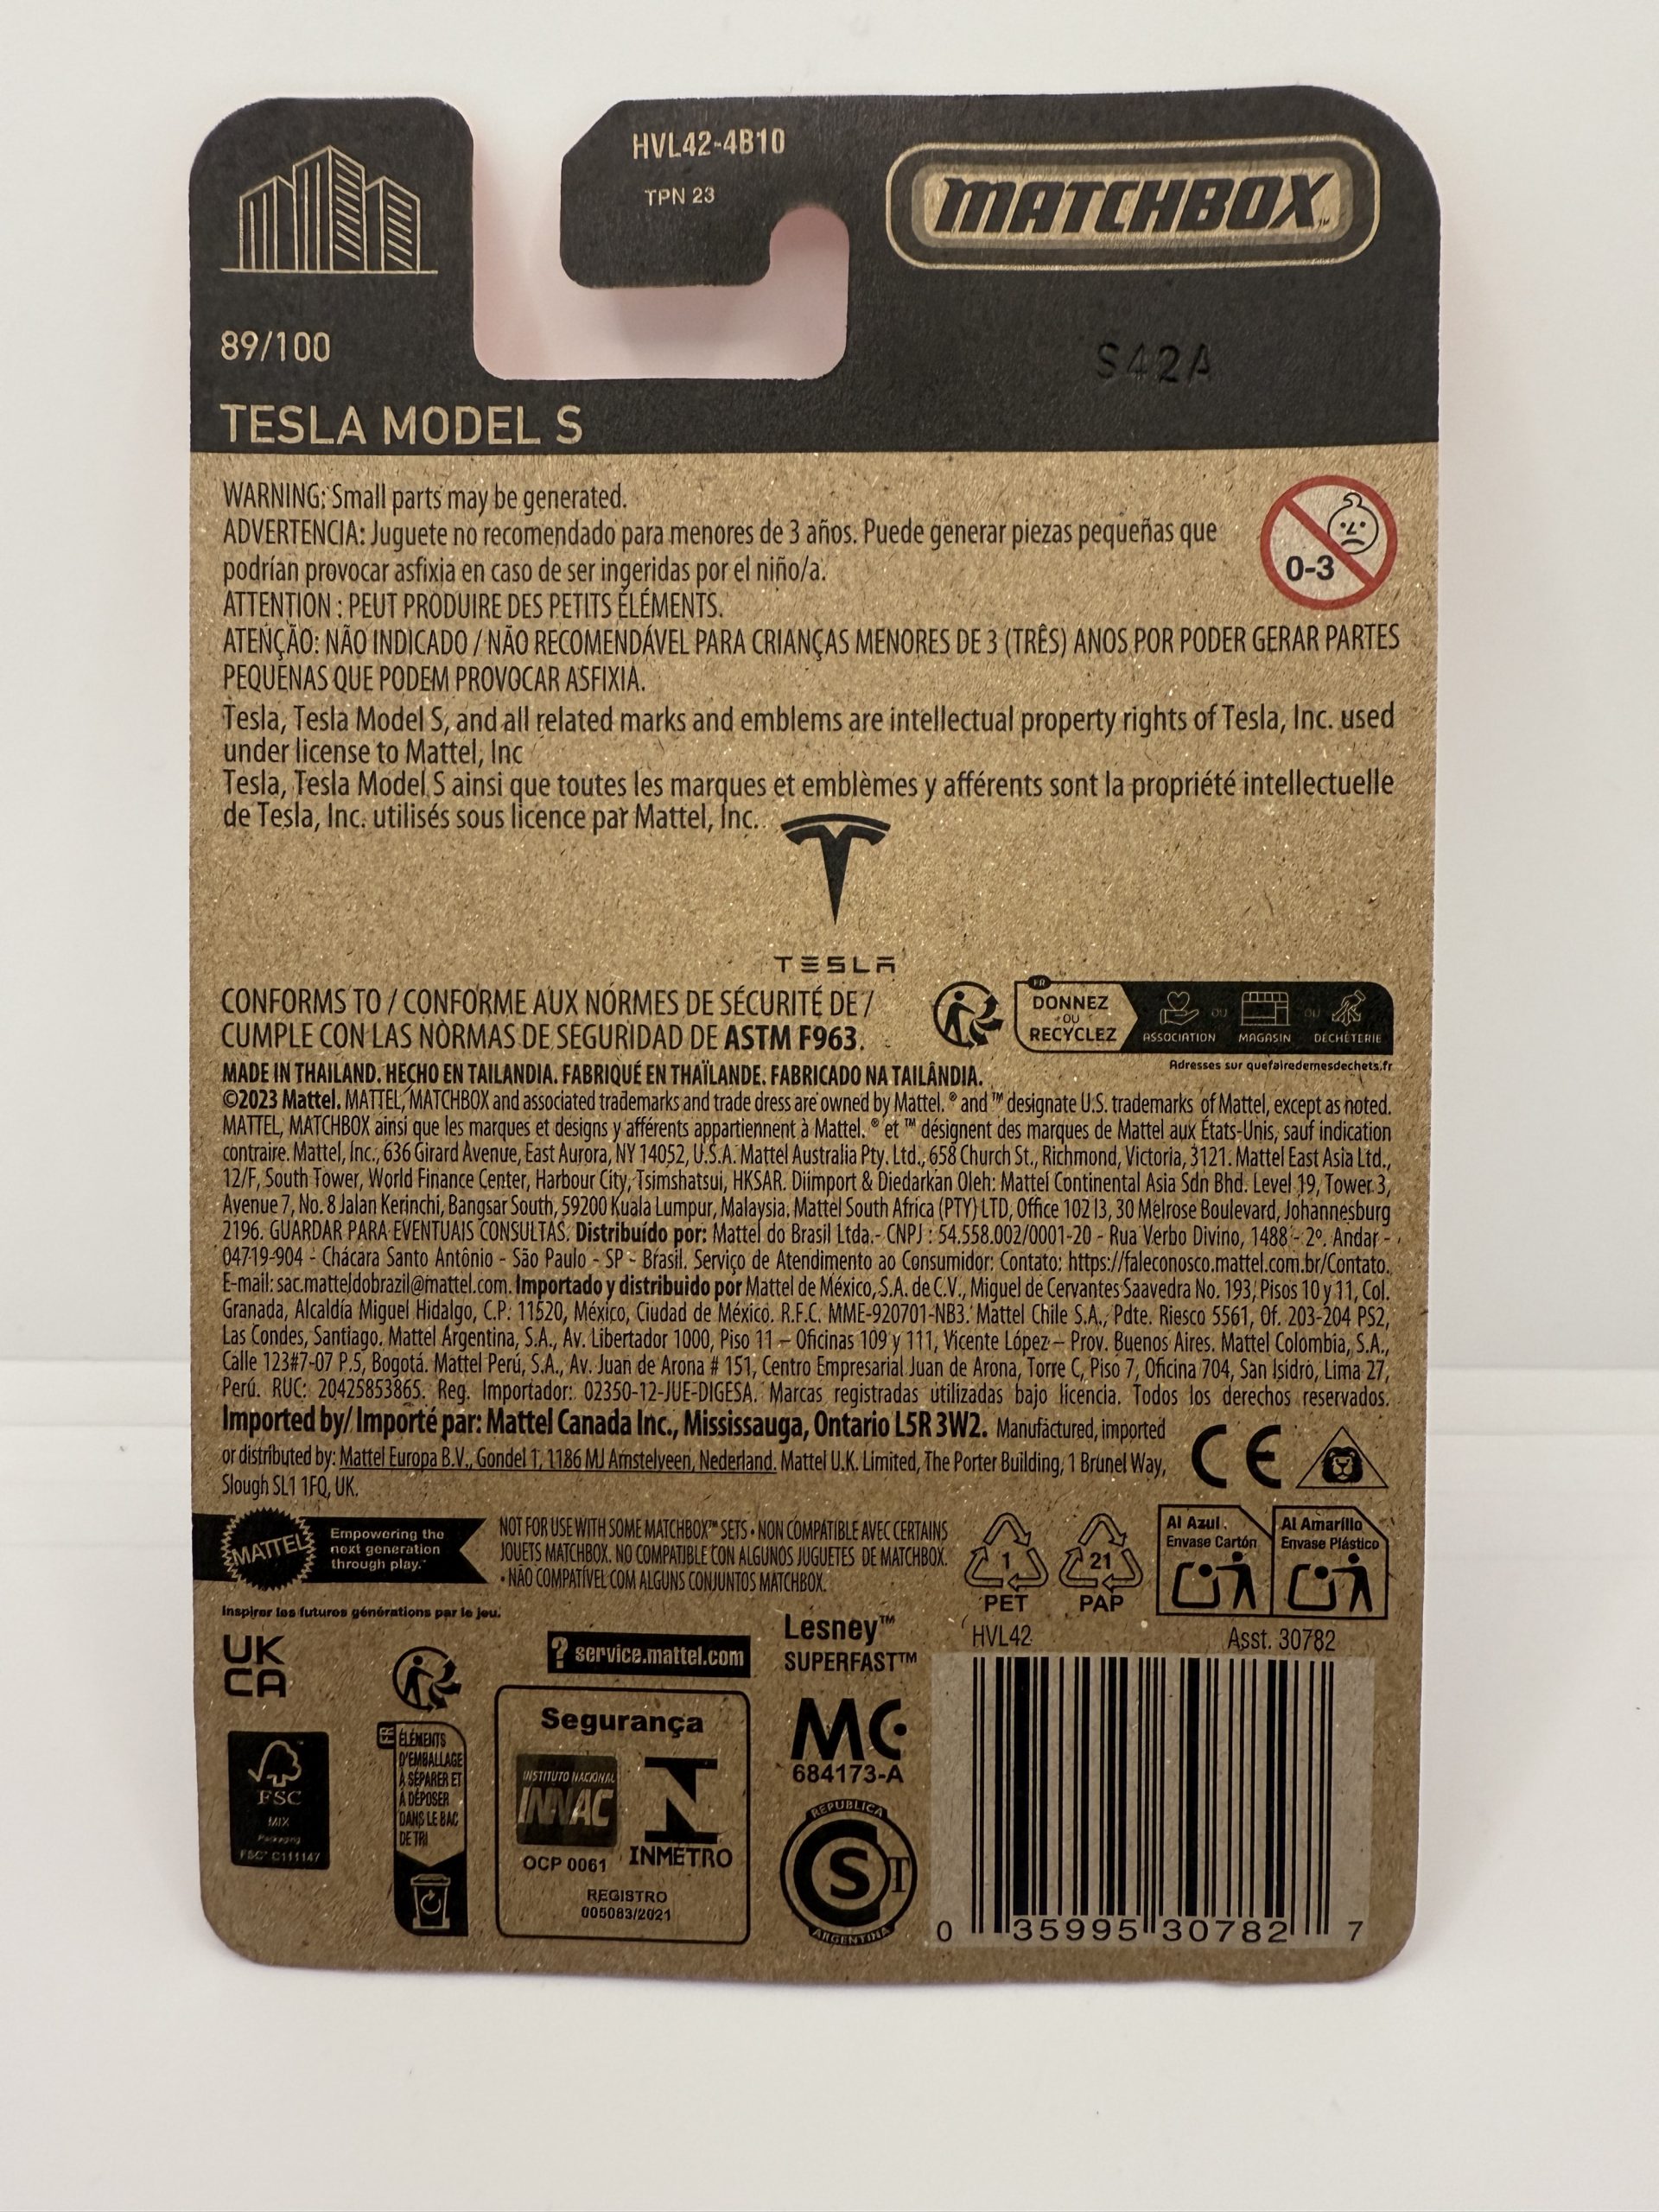 HVL42-4B10
TPN 23
MATCHBOX™
89/100
S42A
TESLA MODEL S
WARNING: Small parts may be generated.
ADVERTENCIA: Juguete no recomendado para menores de 3 años. Puede generar piezas pequeñas que
podrían provocar asfixia en caso de ser ingeridas por el niño/a.
0-3
ATTENTION : PEUT PRODUIRE DES PETITS ÉLÉMENTS.
ATENÇÃO: NÃO INDICADO / NÃO RECOMENDÁVEL PARA CRIANÇAS MENORES DE 3 (TRÊS) ANOS POR PODER GERAR PARTES
PEQUENAS QUE PODEM PROVOCAR ASFIXIA.
Tesla, Tesla Model S, and all related marks and emblems are intellectual property rights of Tesla, Inc. used
under license to Mattel, Inc
Tesla, Tesla Model S ainsi que toutes les marques et emblèmes y afférents sont la propriété intellectuelle
de Tesla, Inc. utilisés sous licence par Mattel, Inc.
TESLA
CONFORMS TO / CONFORME AUX NORMES DE SÉCURITÉ DE /
CUMPLE CON LAS NORMAS DE SEGURIDAD DE ASTM F963.
FR
DONNEZ
OU
RECYCLEZ
ASSOCIATION
OU
MAGASIN
OU
DÉCHÈTERIE
Adresses sur quefairedemesdechets.fr
MADE IN THAILAND. HECHO EN TAILANDIA. FABRIQUÉ EN THAÏLANDE. FABRICADO NA TAILÂNDIA.
©2023 Mattel. MATTEL, MATCHBOX and associated trademarks and trade dress are owned by Mattel. ® and ™ designate U.S. trademarks of Mattel, except as noted.
MATTEL, MATCHBOX ainsi que les marques et designs y afférents appartiennent à Mattel. ® et ™ désignent des marques de Mattel aux États-Unis, sauf indication
contraire. Mattel, Inc., 636 Girard Avenue, East Aurora, NY 14052, U.S.A. Mattel Australia Pty. Ltd., 658 Church St., Richmond, Victoria, 3121. Mattel East Asia Ltd.,
12/F, South Tower, World Finance Center, Harbour City, Tsimshatsui, HKSAR. Diimport & Diedarkan Oleh: Mattel Continental Asia Sdn Bhd. Level 19, Tower 3,
Avenue 7, No. 8 Jalan Kerinchi, Bangsar South, 59200 Kuala Lumpur, Malaysia. Mattel South Africa (PTY) LTD, Office 102 I3, 30 Melrose Boulevard, Johannesburg
2196. GUARDAR PARA EVENTUAIS CONSULTAS. Distribuído por: Mattel do Brasil Ltda.- CNPJ : 54.558.002/0001-20 - Rua Verbo Divino, 1488 - 2º. Andar -
04719-904 - Chácara Santo Antônio - São Paulo - SP - Brasil. Serviço de Atendimento ao Consumidor: Contato: https://faleconosco.mattel.com.br/Contato.
E-mail: sac.matteldobrazil@mattel.com. Importado y distribuido por Mattel de México, S.A. de C.V., Miguel de Cervantes Saavedra No. 193, Pisos 10 y 11, Col.
Granada, Alcaldía Miguel Hidalgo, C.P. 11520, México, Ciudad de México. R.F.C. MME-920701-NB3. Mattel Chile S.A., Pdte. Riesco 5561, Of. 203-204 PS2,
Las Condes, Santiago. Mattel Argentina, S.A., Av. Libertador 1000, Piso 11 – Oficinas 109 y 111, Vicente López – Prov. Buenos Aires. Mattel Colombia, S.A.,
Calle 123#7-07 P.5, Bogotá. Mattel Perú, S.A., Av. Juan de Arona # 151, Centro Empresarial Juan de Arona, Torre C, Piso 7, Oficina 704, San Isidro, Lima 27,
Perú. RUC: 20425853865. Reg. Importador: 02350-12-JUE-DIGESA. Marcas registradas utilizadas bajo licencia. Todos los derechos reservados.
Imported by/ Importé par: Mattel Canada Inc., Mississauga, Ontario L5R 3W2. Manufactured, imported
or distributed by: Mattel Europa B.V., Gondel 1, 1186 MJ Amstelveen, Nederland. Mattel U.K. Limited, The Porter Building, 1 Brunel Way,
Slough SL1 1FQ, UK.
CE
MATTEL
Empowering the
next generation
through play.™
Inspirer les futures générations par le jeu.
NOT FOR USE WITH SOME MATCHBOX™ SETS • NON COMPATIBLE AVEC CERTAINS
JOUETS MATCHBOX. NO COMPATIBLE CON ALGUNOS JUGUETES DE MATCHBOX.
• NÃO COMPATÍVEL COM ALGUNS CONJUNTOS MATCHBOX.
1
PET
21
PAP
Al Azul
Envase Cartón
Al Amarillo
Envase Plástico
UK
CA
? service.mattel.com
Lesney™
SUPERFAST™
HVL42
Asst. 30782
FSC
MIX
Packaging
FSC® C111147
FR
ÉLÉMENTS
D'EMBALLAGE
À SÉPARER ET
À DÉPOSER
DANS LE BAC
DE TRI
Segurança
INSTITUTO NACIONAL
INNAC
OCP 0061
INMETRO
REGISTRO
005083/2021
MC
684173-A
REPUBLICA
CST
ARGENTINA
0 35995 30782 7